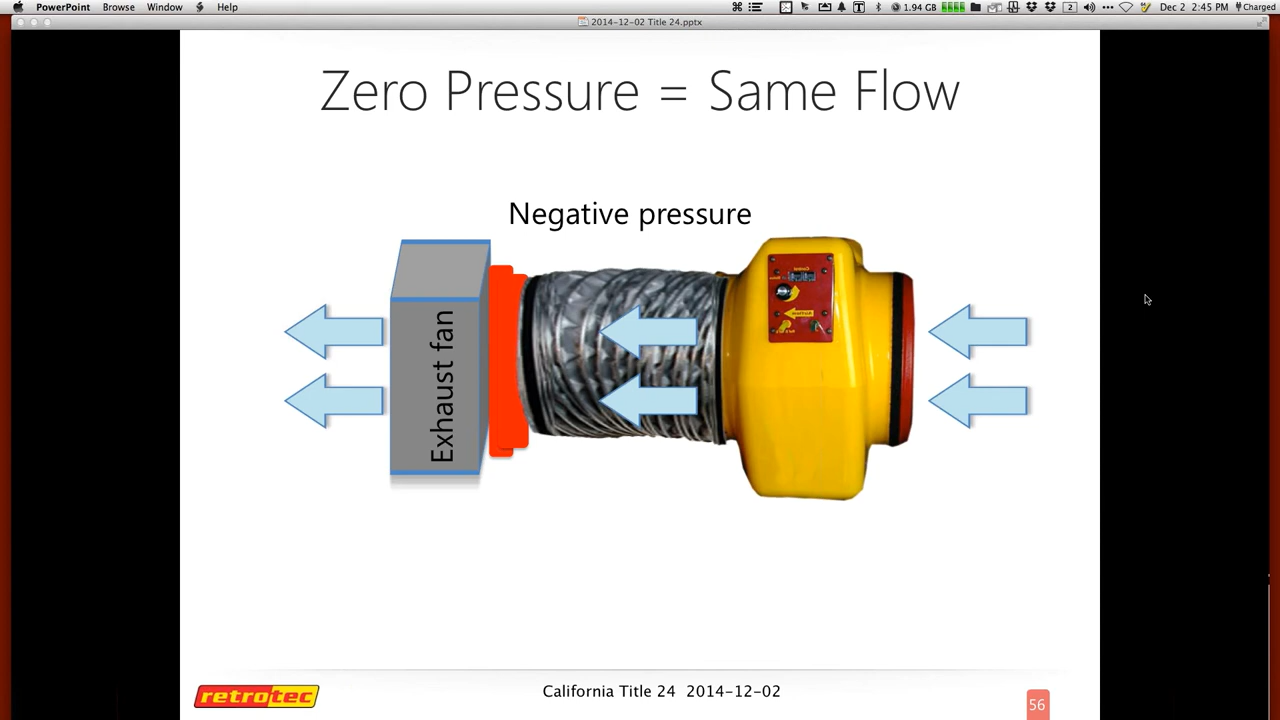 PowerPoint Browse Window Help 1.94 GB 2 Dec 2 2:45 PM Charged
2014-12-02 Title 24.pptx
Zero Pressure = Same Flow
Negative pressure
Exhaust fan
retrotec
California Title 24 2014-12-02
56